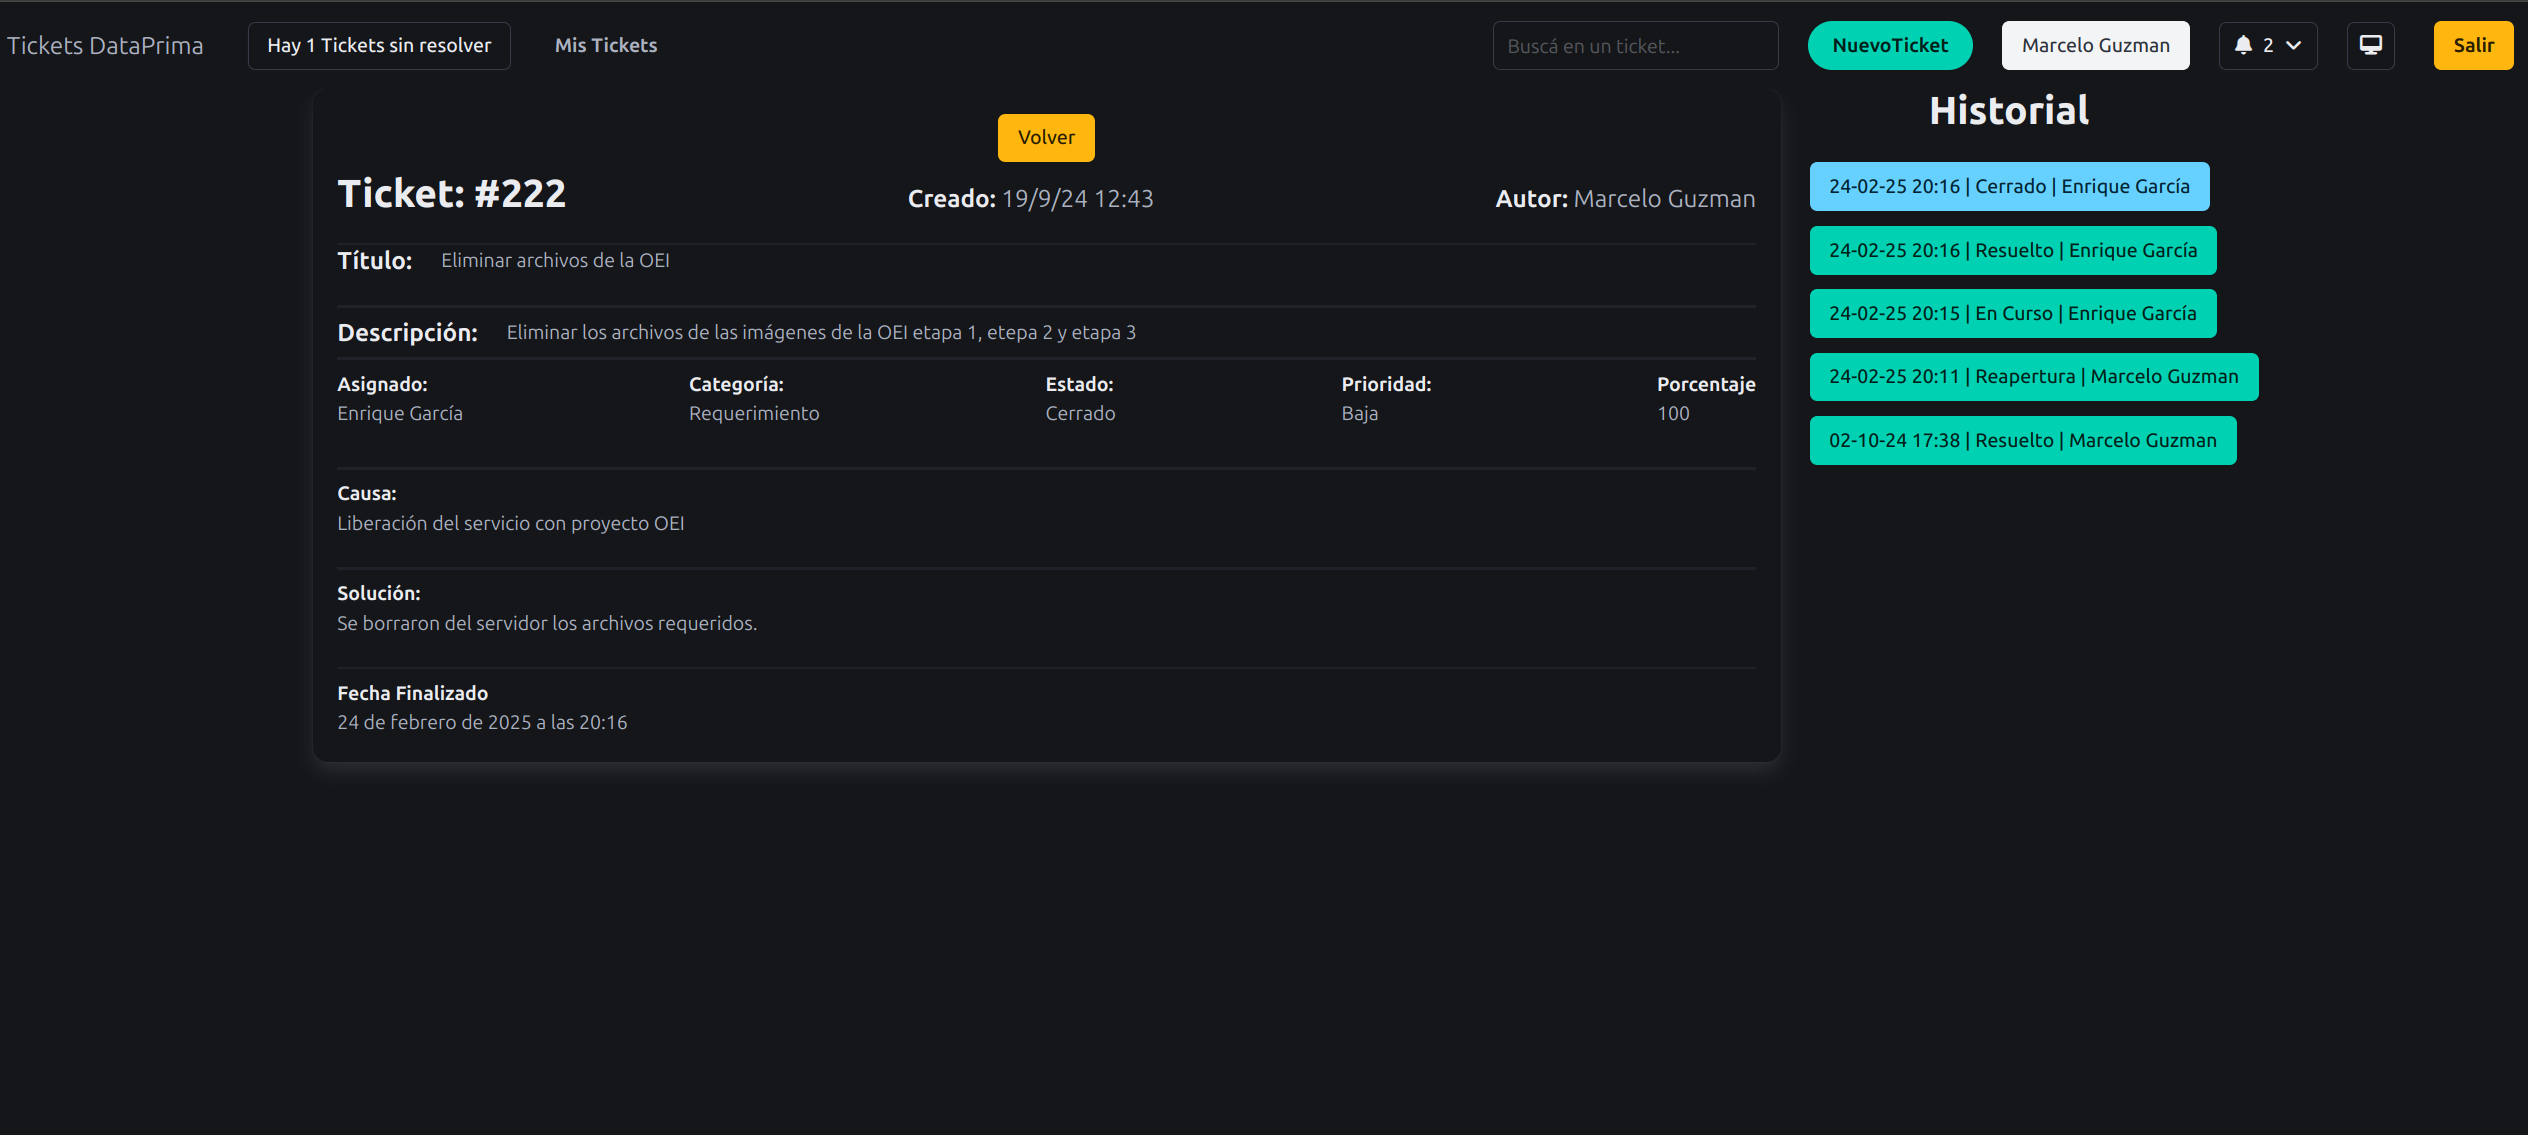 Tickets DataPrima
Hay 1 Tickets sin resolver
Mis Tickets
Buscá en un ticket...
NuevoTicket
Marcelo Guzman
2
Salir
Volver
Ticket: #222
Creado: 19/9/24 12:43
Autor: Marcelo Guzman
Título: Eliminar archivos de la OEI
Descripción: Eliminar los archivos de las imágenes de la OEI etapa 1, etepa 2 y etapa 3
Asignado:
Enrique García
Categoría:
Requerimiento
Estado:
Cerrado
Prioridad:
Baja
Porcentaje
100
Causa:
Liberación del servicio con proyecto OEI
Solución:
Se borraron del servidor los archivos requeridos.
Fecha Finalizado
24 de febrero de 2025 a las 20:16
Historial
24-02-25 20:16 | Cerrado | Enrique García
24-02-25 20:16 | Resuelto | Enrique García
24-02-25 20:15 | En Curso | Enrique García
24-02-25 20:11 | Reapertura | Marcelo Guzman
02-10-24 17:38 | Resuelto | Marcelo Guzman